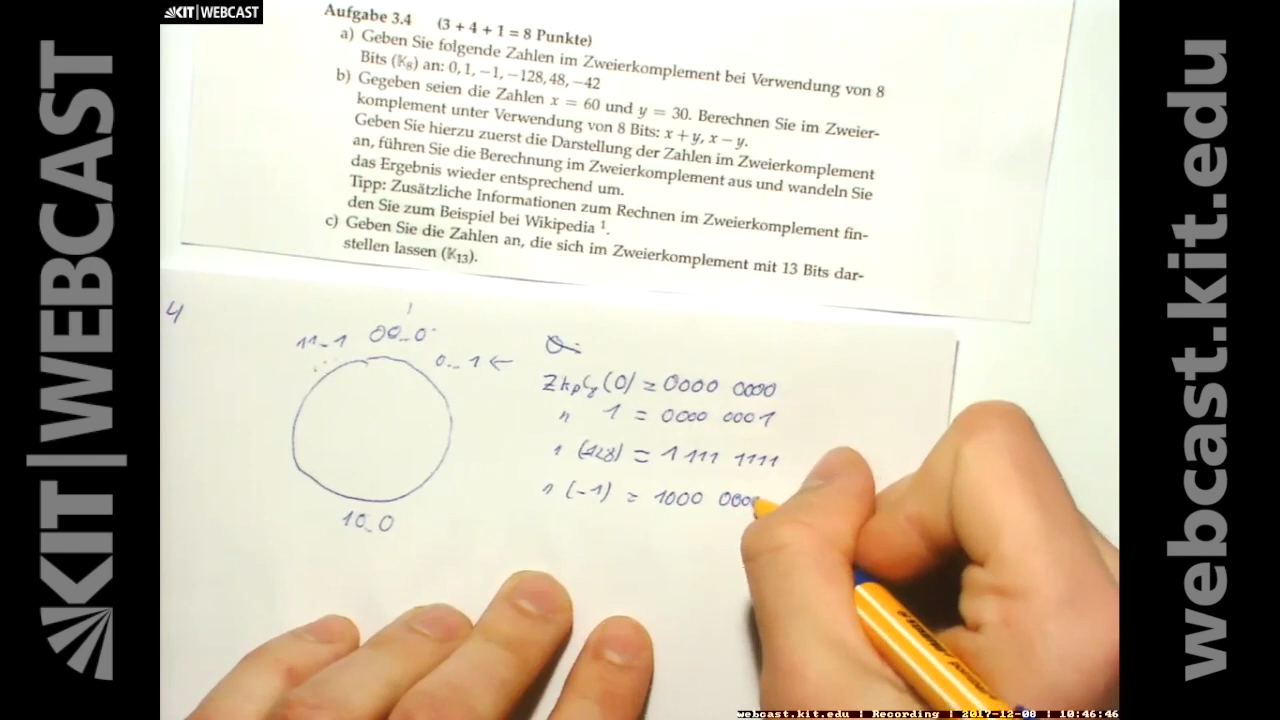 KIT|WEBCAST
Aufgabe 3.4 (3 + 4 + 1 = 8 Punkte)
a) Geben Sie folgende Zahlen im Zweierkomplement bei Verwendung von 8
Bits (𝕂₈) an: 0, 1, −1, −128, 48, −42
b) Gegeben seien die Zahlen x = 60 und y = 30. Berechnen Sie im Zweier-
komplement unter Verwendung von 8 Bits: x + y, x − y.
Geben Sie hierzu zuerst die Darstellung der Zahlen im Zweierkomplement
an, führen Sie die Berechnung im Zweierkomplement aus und wandeln Sie
das Ergebnis wieder entsprechend um.
Tipp: Zusätzliche Informationen zum Rechnen im Zweierkomplement fin-
den Sie zum Beispiel bei Wikipedia ¹.
c) Geben Sie die Zahlen an, die sich im Zweierkomplement mit 13 Bits dar-
stellen lassen (𝕂₁₃).
4
11..1 00..0
0..1 ←
10..0
Zkpl₈(0) = 0000 0000
" 1 = 0000 0001
" (-128) = 1111 1111
" (-1) = 1000 000
KIT|WEBCAST
webcast.kit.edu
webcast.kit.edu | Recording | 2017-12-08 | 10:46:46